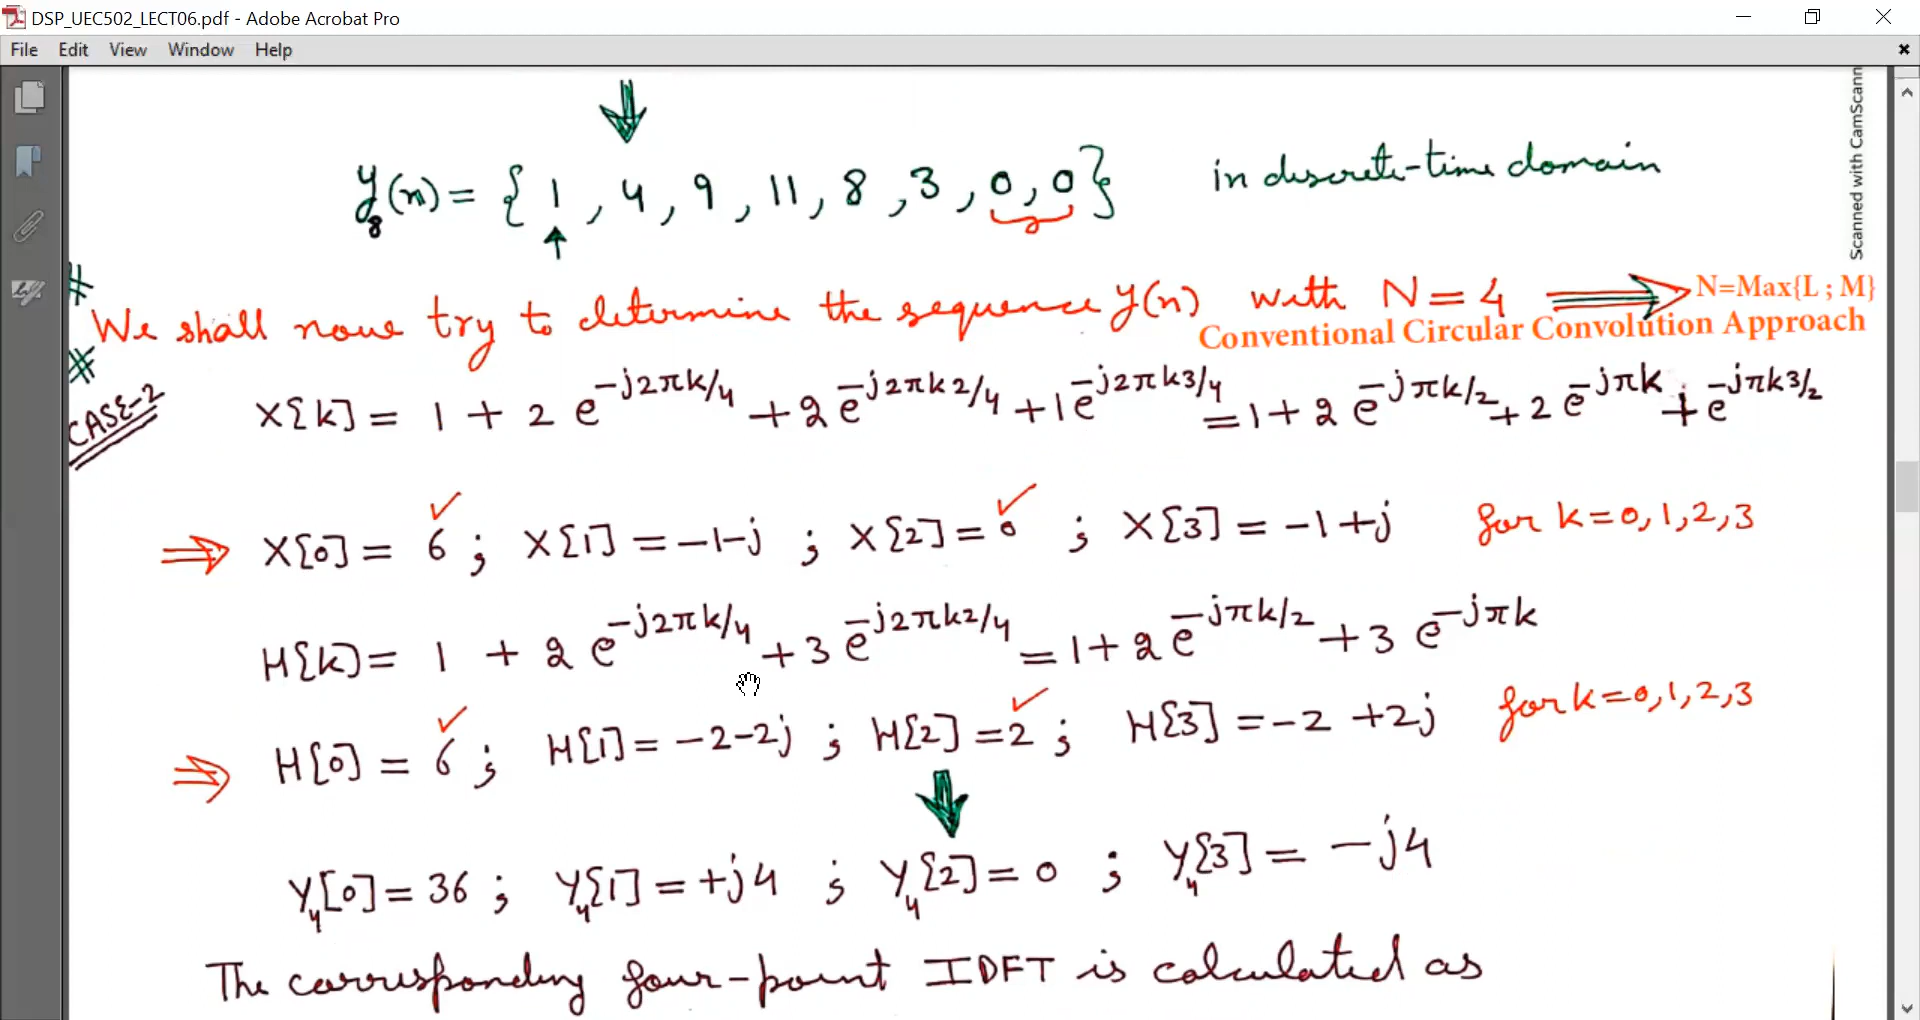 DSP_UEC502_LECT06.pdf - Adobe Acrobat Pro
File Edit View Window Help
Scanned with CamScann
y₈(n) = { 1 , 4 , 9 , 11 , 8 , 3 , 0 , 0 } in discrete-time domain
We shall now try to determine the sequence y(n) with N = 4 ⟹ N=Max{L ; M}
Conventional Circular Convolution Approach
CASE-2
X[k] = 1 + 2 e^(-j2πk/4) + 2 e^(-j2πk2/4) + 1 e^(-j2πk3/4) = 1 + 2 e^(-jπk/2) + 2 e^(-jπk) + e^(-jπk3/2)
⇒ X[0] = 6 ; X[1] = -1-j ; X[2] = 0 ; X[3] = -1+j for k=0,1,2,3
H[k] = 1 + 2 e^(-j2πk/4) + 3 e^(-j2πk2/4) = 1 + 2 e^(-jπk/2) + 3 e^(-jπk)
⇒ H[0] = 6 ; H[1] = -2-2j ; H[2] = 2 ; H[3] = -2 +2j for k=0,1,2,3
Y₄[0] = 36 ; Y₄[1] = +j4 ; Y₄[2] = 0 ; Y₄[3] = -j4
The corresponding four-point IDFT is calculated as